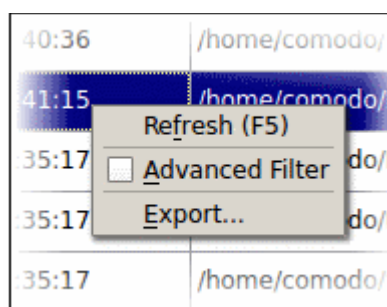 40:36 /home/comodo/
41:15 /home/comodo/
Refresh (F5)
35:17 Advanced Filter do/
35:17 Export... do/
35:17 /home/comodo/